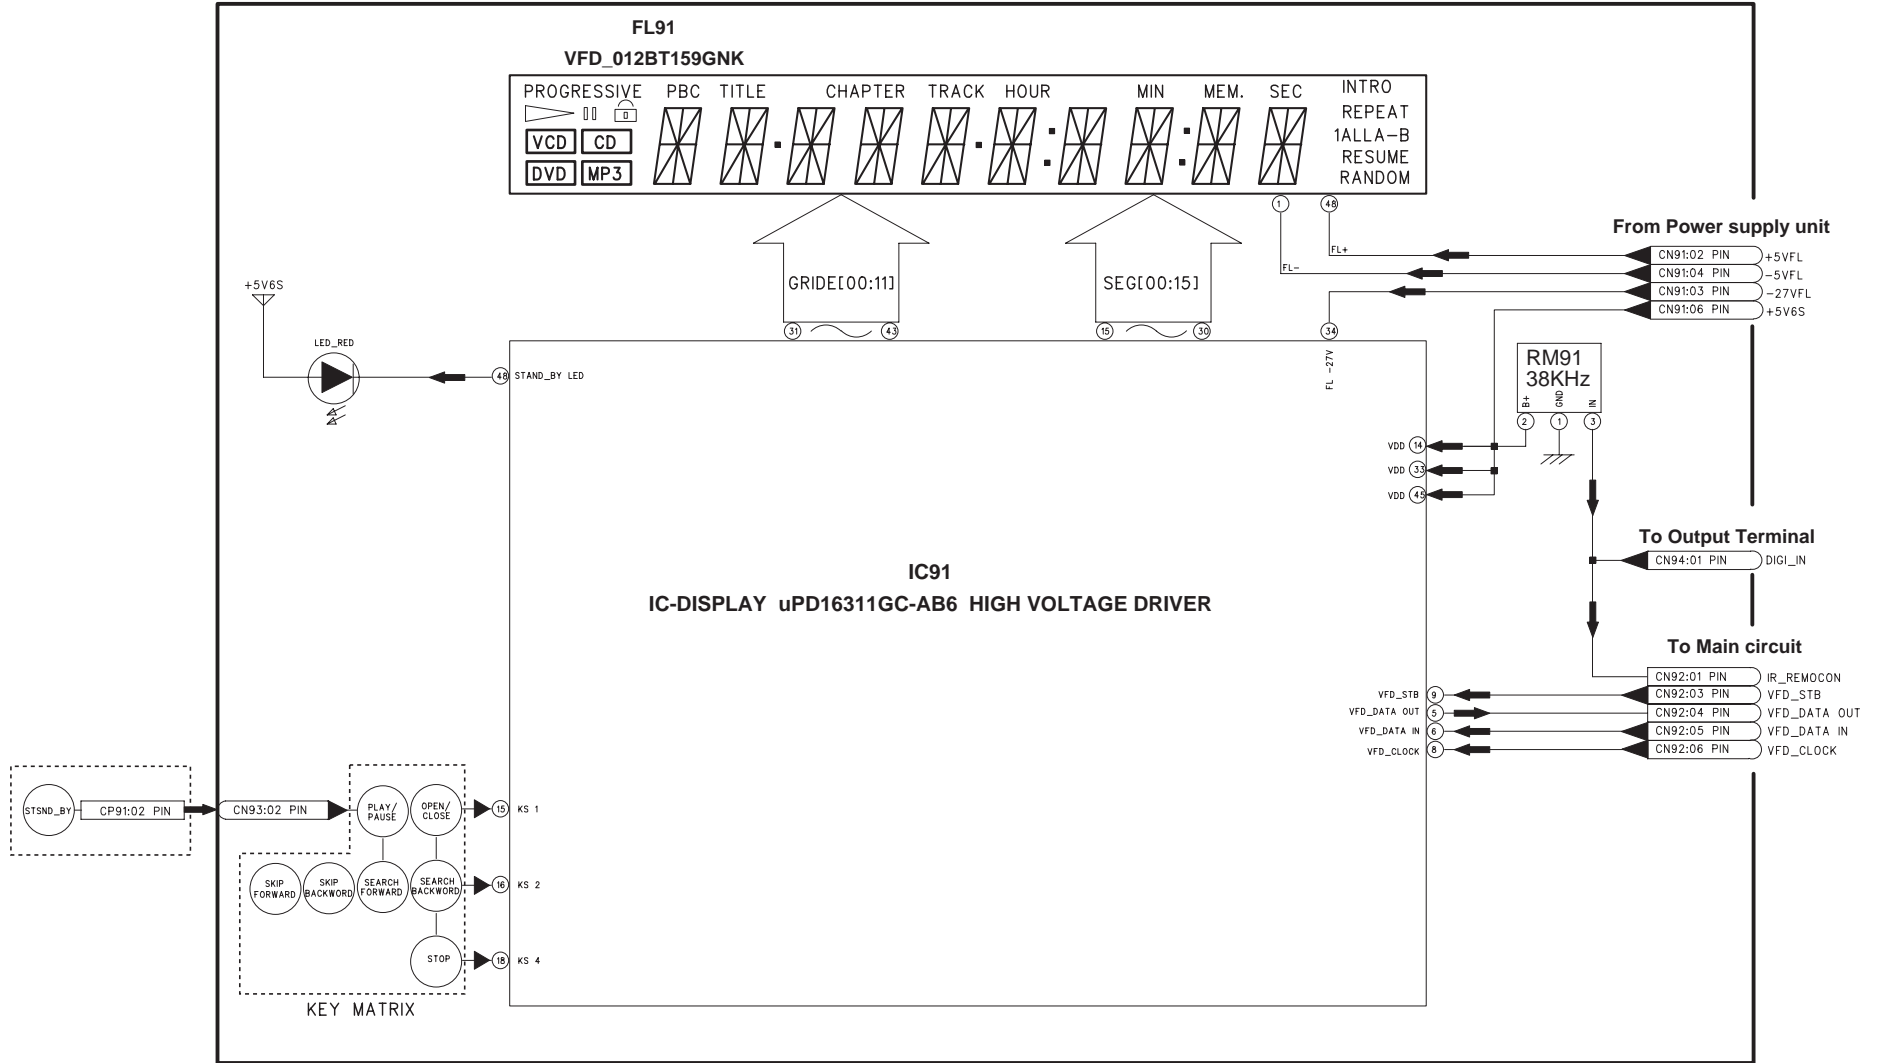 FL91
VFD_012BT159GNK
PROGRESSIVE PBC TITLE CHAPTER TRACK HOUR MIN MEM. SEC INTRO
REPEAT
VCD CD
1ALLA-B
RESUME
DVD MP3
RANDOM
1
48
From Power supply unit
FL+
CN91:02 PIN +5VFL
FL-
CN91:04 PIN -5VFL
CN91:03 PIN -27VFL
CN91:06 PIN +5V6S
GRIDE[00:11]
SEG[00:15]
31 43
15 30
34
FL -27V
+5V6S
LED_RED
48 STAND_BY LED
RM91
38KHz
B+ GND IN
2 1 3
VDD 14
VDD 33
VDD 45
To Output Terminal
CN94:01 PIN DIGI_IN
IC91
IC-DISPLAY uPD16311GC-AB6 HIGH VOLTAGE DRIVER
To Main circuit
CN92:01 PIN IR_REMOCON
VFD_STB 9 CN92:03 PIN VFD_STB
VFD_DATA OUT 5 CN92:04 PIN VFD_DATA OUT
VFD_DATA IN 6 CN92:05 PIN VFD_DATA IN
VFD_CLOCK 8 CN92:06 PIN VFD_CLOCK
STSND_BY CP91:02 PIN CN93:02 PIN
PLAY/
PAUSE
OPEN/
CLOSE
15 KS 1
SKIP
FORWARD
SKIP
BACKWORD
SEARCH
FORWARD
SEARCH
BACKWORD
16 KS 2
STOP
18 KS 4
KEY MATRIX